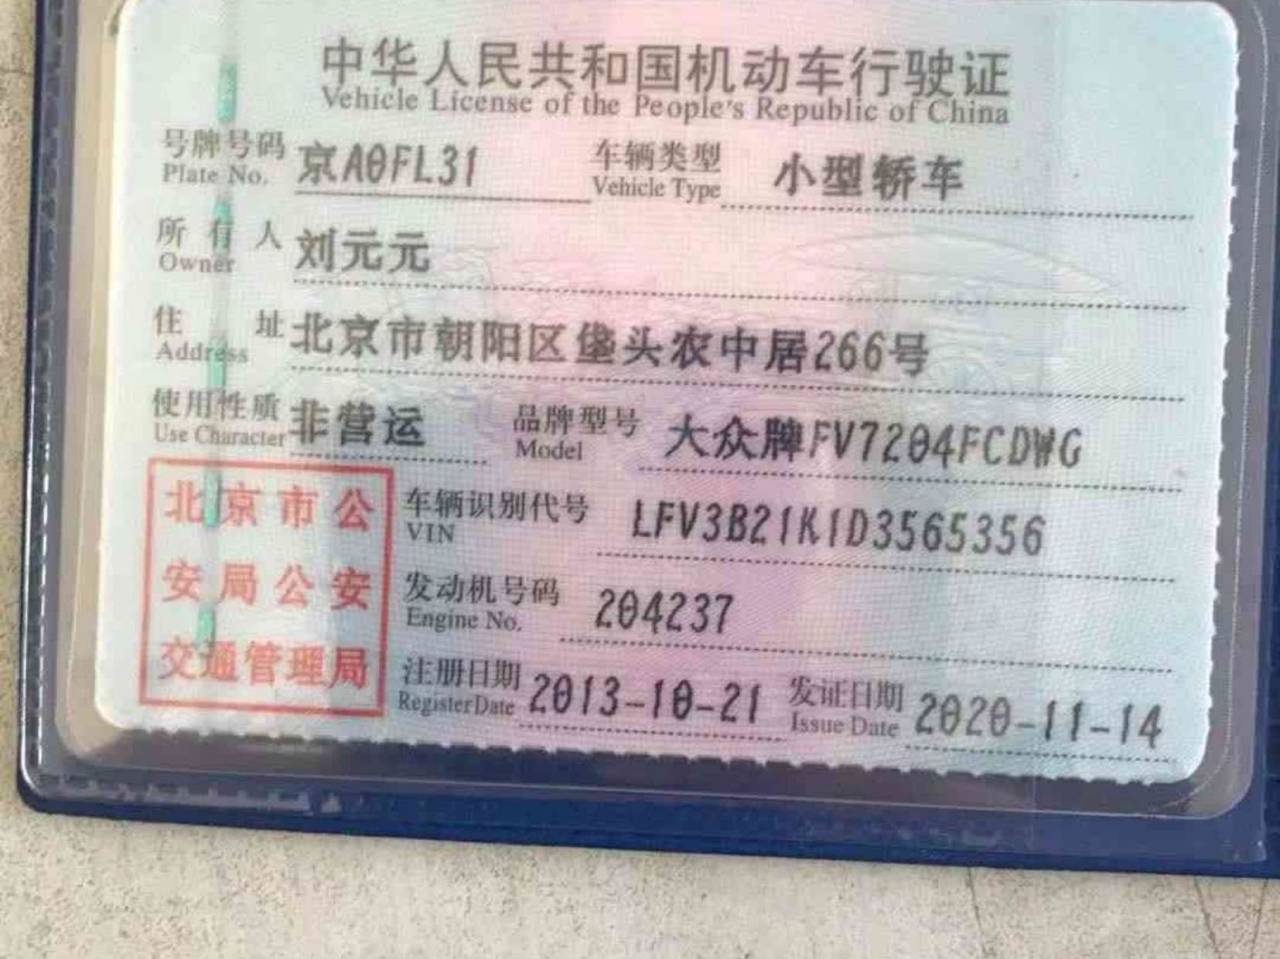 中华人民共和国机动车行驶证
Vehicle License of the People's Republic of China
号牌号码 京A0FL31 车辆类型 小型轿车
Plate No. Vehicle Type
所有人 刘元元
Owner
住址 北京市朝阳区垡头农中居266号
Address
使用性质 非营运 品牌型号 大众牌FV7204FCDWG
Use Character Model
北京市公
安局公安
交通管理局
车辆识别代号 LFV3B21K1D3565356
VIN
发动机号码 204237
Engine No.
注册日期 2013-10-21 发证日期 2020-11-14
Register Date Issue Date